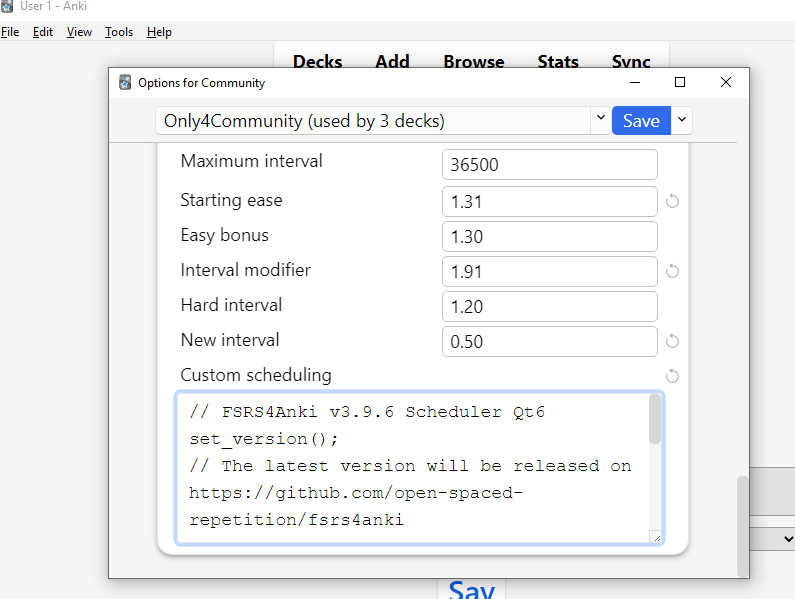 User 1 - Anki
File Edit View Tools Help
Decks Add Browse Stats Sync
Options for Community
Only4Community (used by 3 decks)
Save
Maximum interval 36500
Starting ease 1.31
Easy bonus 1.30
Interval modifier 1.91
Hard interval 1.20
New interval 0.50
Custom scheduling
// FSRS4Anki v3.9.6 Scheduler Qt6
set_version();
// The latest version will be released on
https://github.com/open-spaced-
repetition/fsrs4anki
Sav